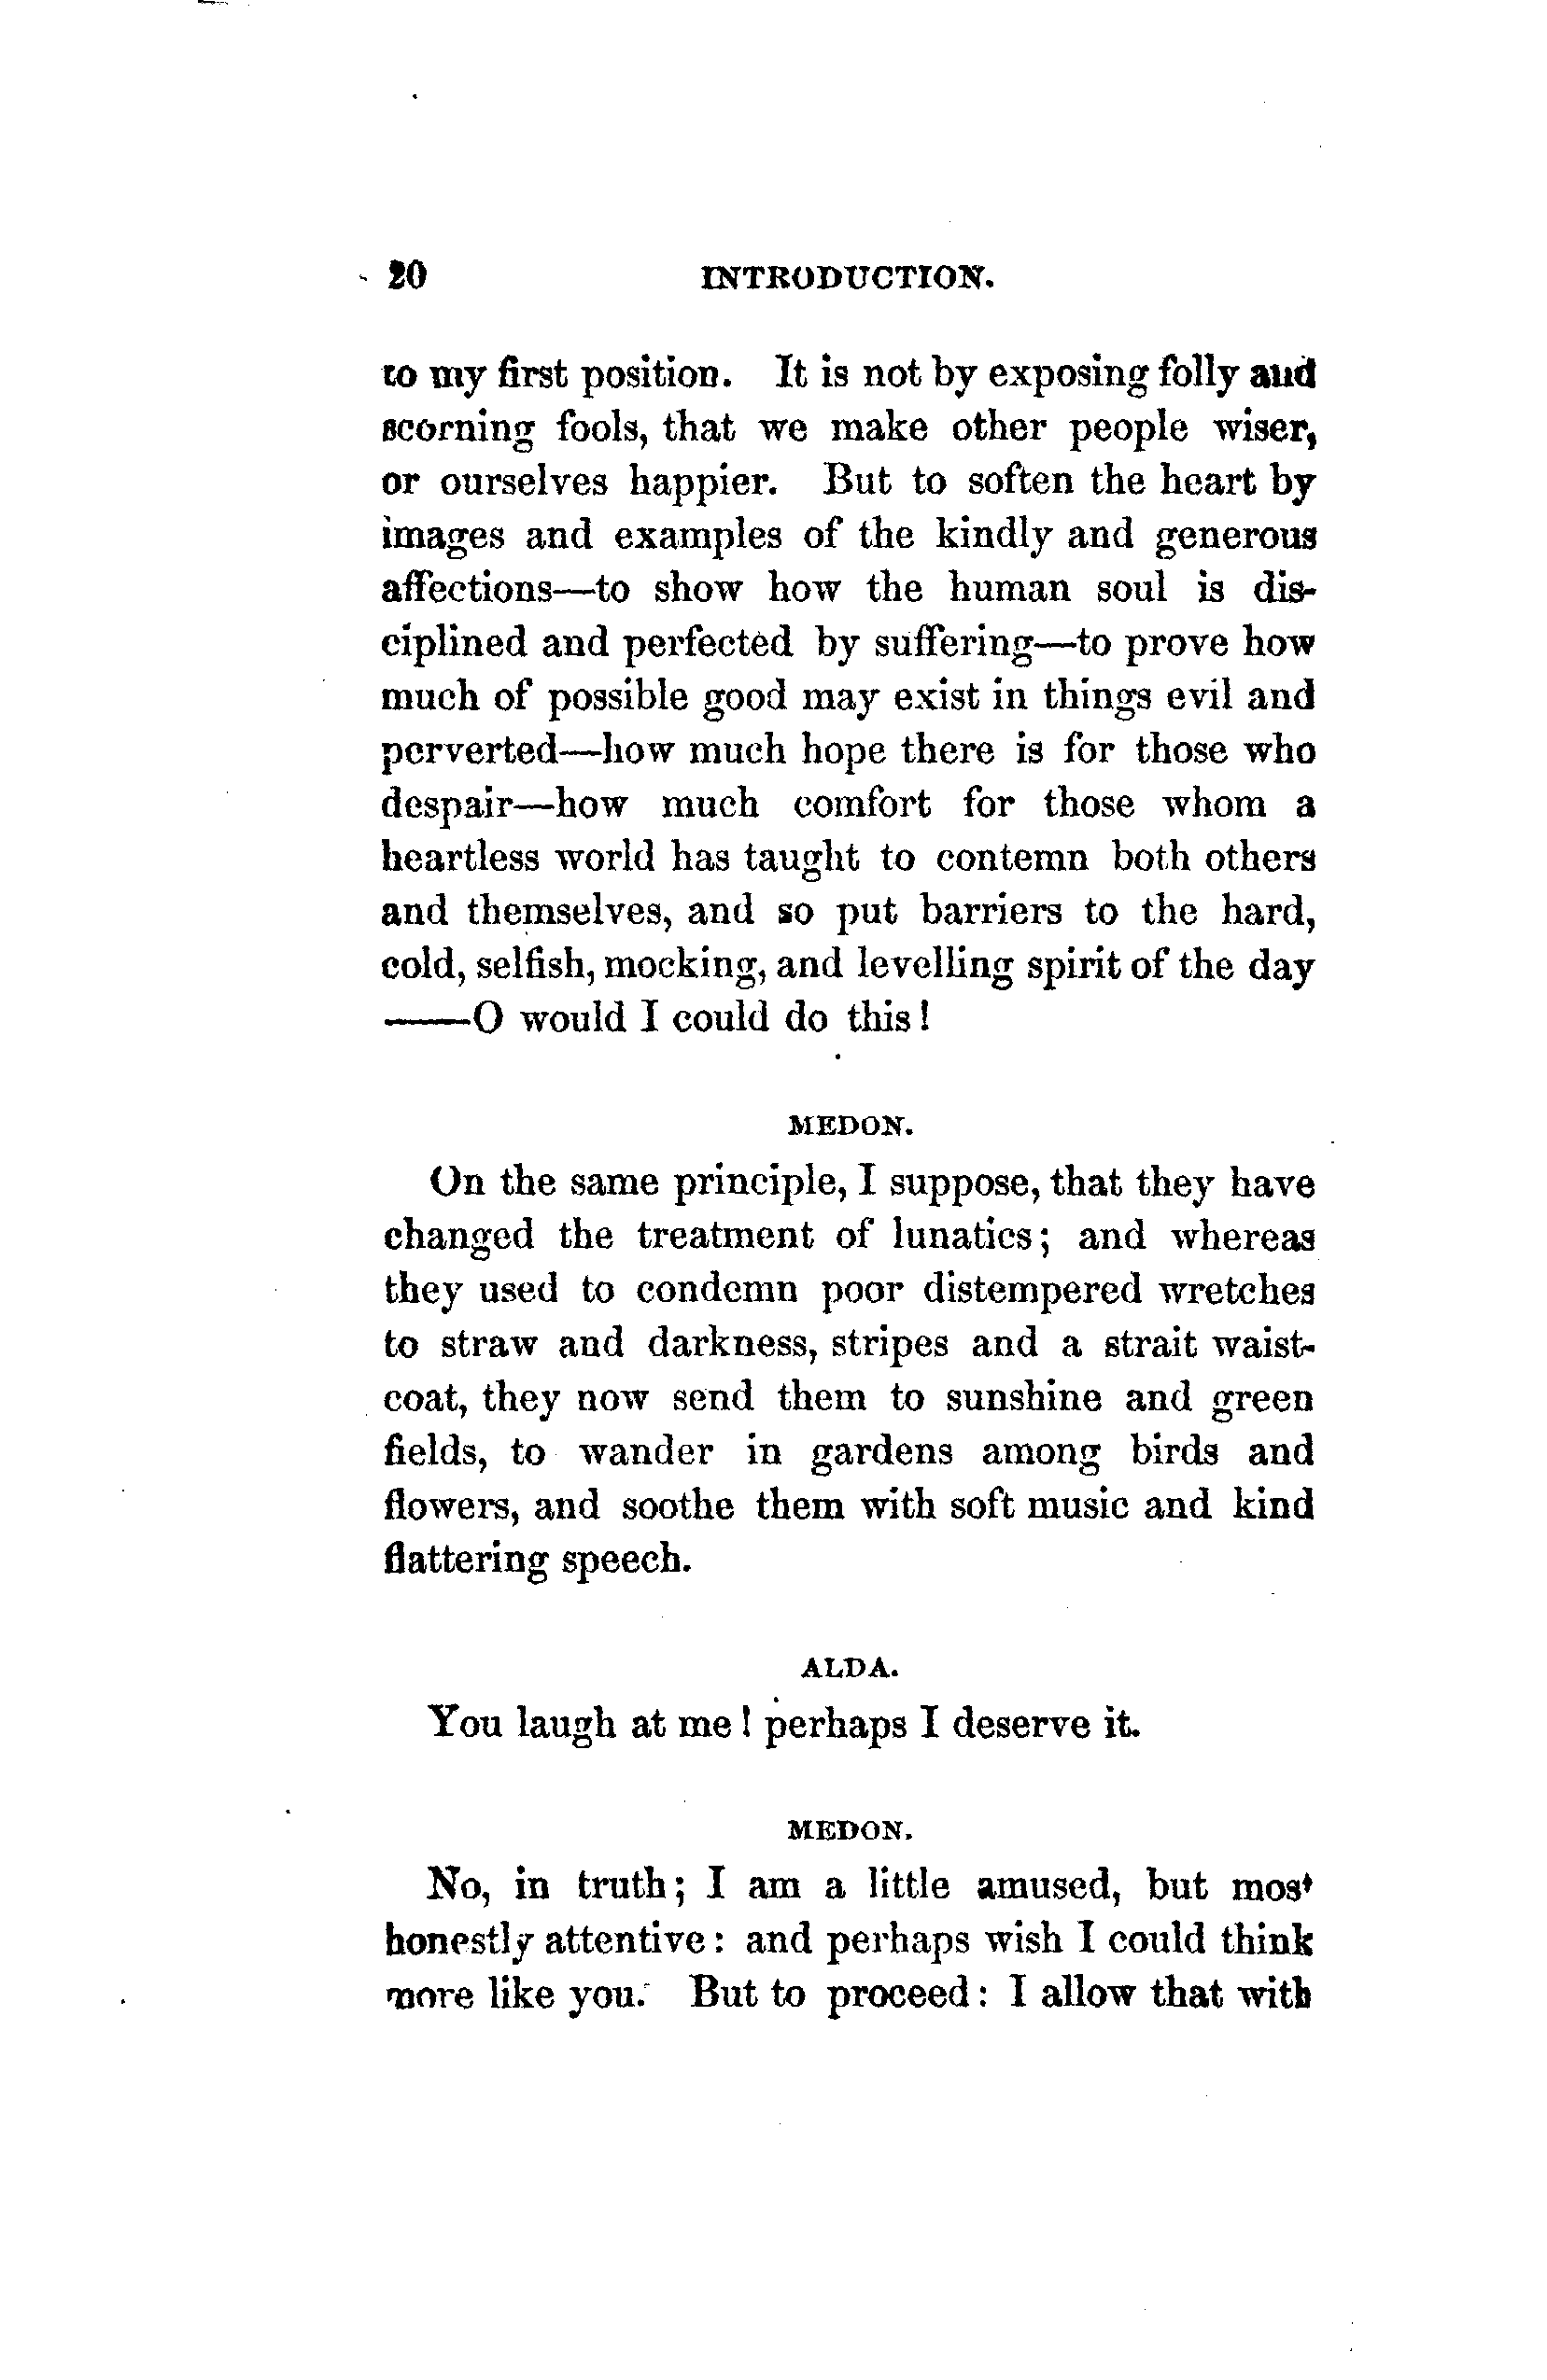 20 INTRODUCTION.
to my first position. It is not by exposing folly and
scorning fools, that we make other people wiser,
or ourselves happier. But to soften the heart by
images and examples of the kindly and generous
affections—to show how the human soul is dis-
ciplined and perfected by suffering—to prove how
much of possible good may exist in things evil and
perverted—how much hope there is for those who
despair—how much comfort for those whom a
heartless world has taught to contemn both others
and themselves, and so put barriers to the hard,
cold, selfish, mocking, and levelling spirit of the day
——O would I could do this!
MEDON.
On the same principle, I suppose, that they have
changed the treatment of lunatics; and whereas
they used to condemn poor distempered wretches
to straw and darkness, stripes and a strait waist-
coat, they now send them to sunshine and green
fields, to wander in gardens among birds and
flowers, and soothe them with soft music and kind
flattering speech.
ALDA.
You laugh at me! perhaps I deserve it.
MEDON.
No, in truth; I am a little amused, but most
honestly attentive: and perhaps wish I could think
more like you. But to proceed: I allow that with